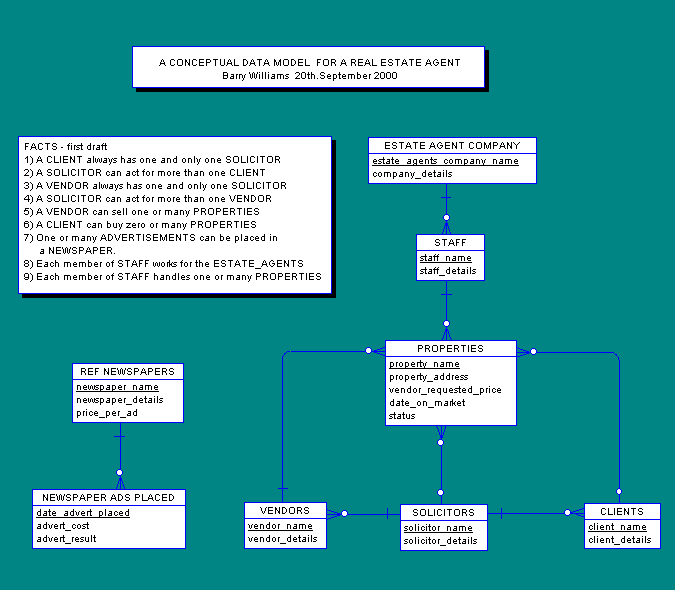 A CONCEPTUAL DATA MODEL FOR A REAL ESTATE AGENT
Barry Williams 20th.September 2000
FACTS - first draft
1) A CLIENT always has one and only one SOLICITOR
2) A SOLICITOR can act for more than one CLIENT
3) A VENDOR always has one and only one SOLICITOR
4) A SOLICITOR can act for more than one VENDOR
5) A VENDOR can sell one or many PROPERTIES
6) A CLIENT can buy zero or many PROPERTIES
7) One or many ADVERTISEMENTS can be placed in
a NEWSPAPER.
8) Each member of STAFF works for the ESTATE_AGENTS
9) Each member of STAFF handles one or many PROPERTIES
ESTATE AGENT COMPANY
estate_agents_company_name
company_details
STAFF
staff_name
staff_details
PROPERTIES
property_name
property_address
vendor_requested_price
date_on_market
status
REF NEWSPAPERS
newspaper_name
newspaper_details
price_per_ad
NEWSPAPER ADS PLACED
date_advert_placed
advert_cost
advert_result
VENDORS
vendor_name
vendor_details
SOLICITORS
solicitor_name
solicitor_details
CLIENTS
client_name
client_details